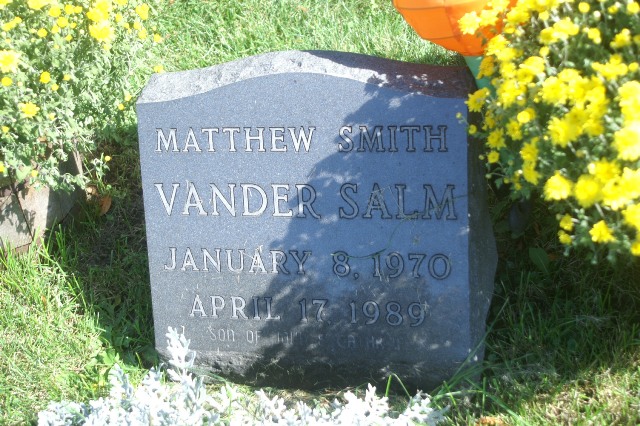 MATTHEW SMITH
VANDER SALM
JANUARY 8, 1970
APRIL 17 1989
SON OF